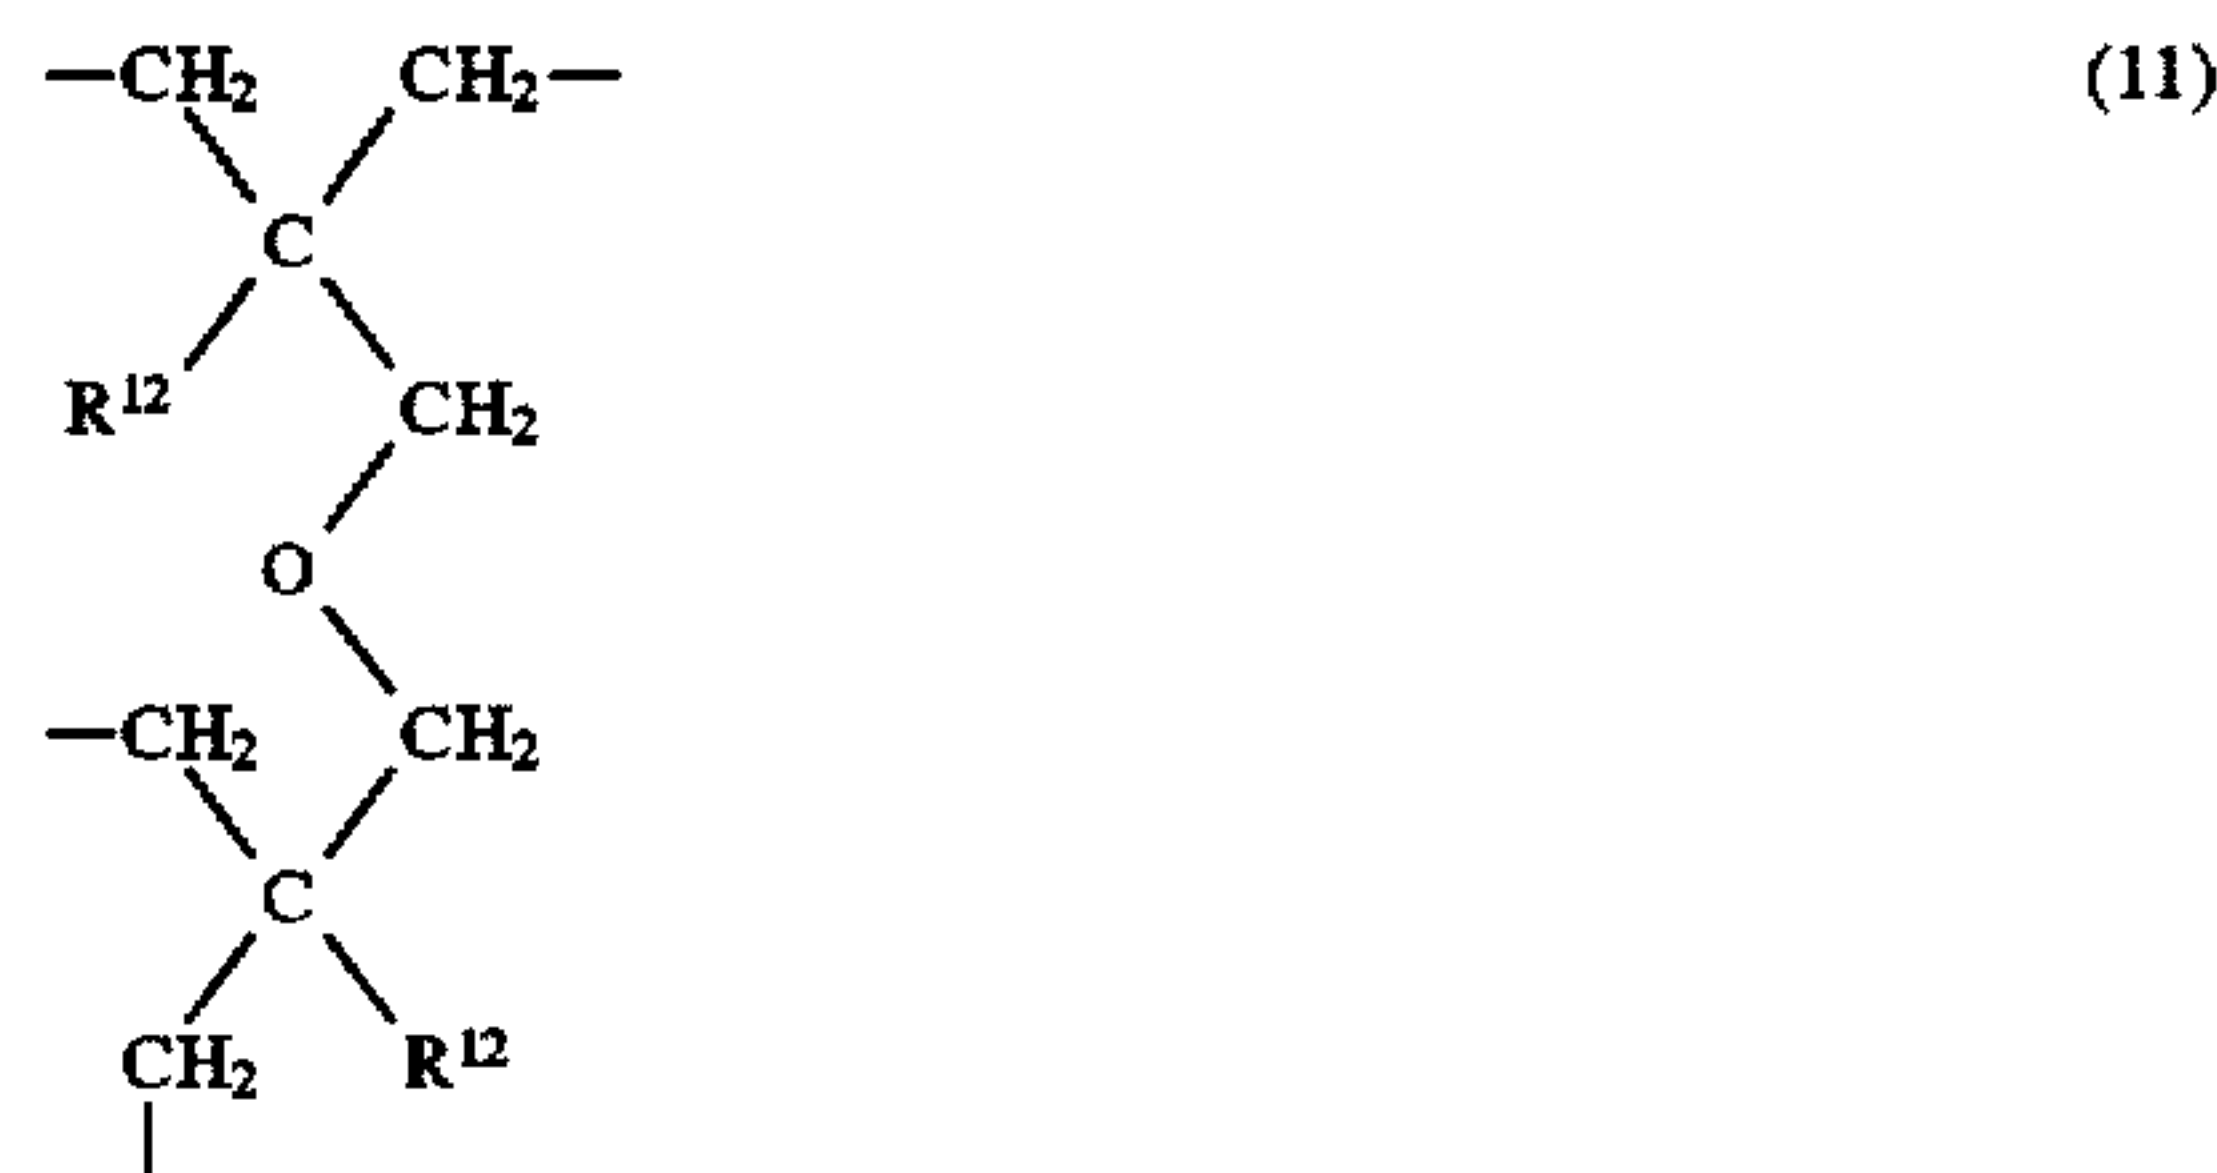 —CH₂ CH₂— (11)
C
R¹² CH₂
O
—CH₂ CH₂
C
CH₂ R¹²